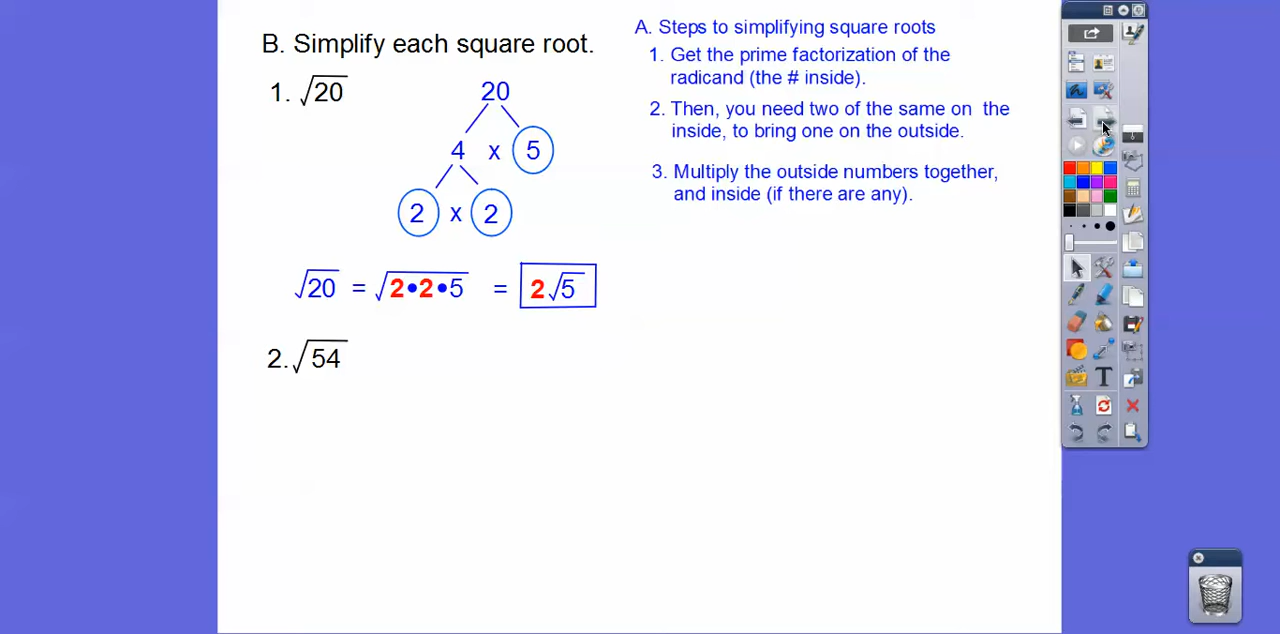 B. Simplify each square root.
1. √20
20
4 x 5
2 x 2
√20 = √2•2•5 = 2√5
2. √54
A. Steps to simplifying square roots
1. Get the prime factorization of the
radicand (the # inside).
2. Then, you need two of the same on the
inside, to bring one on the outside.
3. Multiply the outside numbers together,
and inside (if there are any).
T